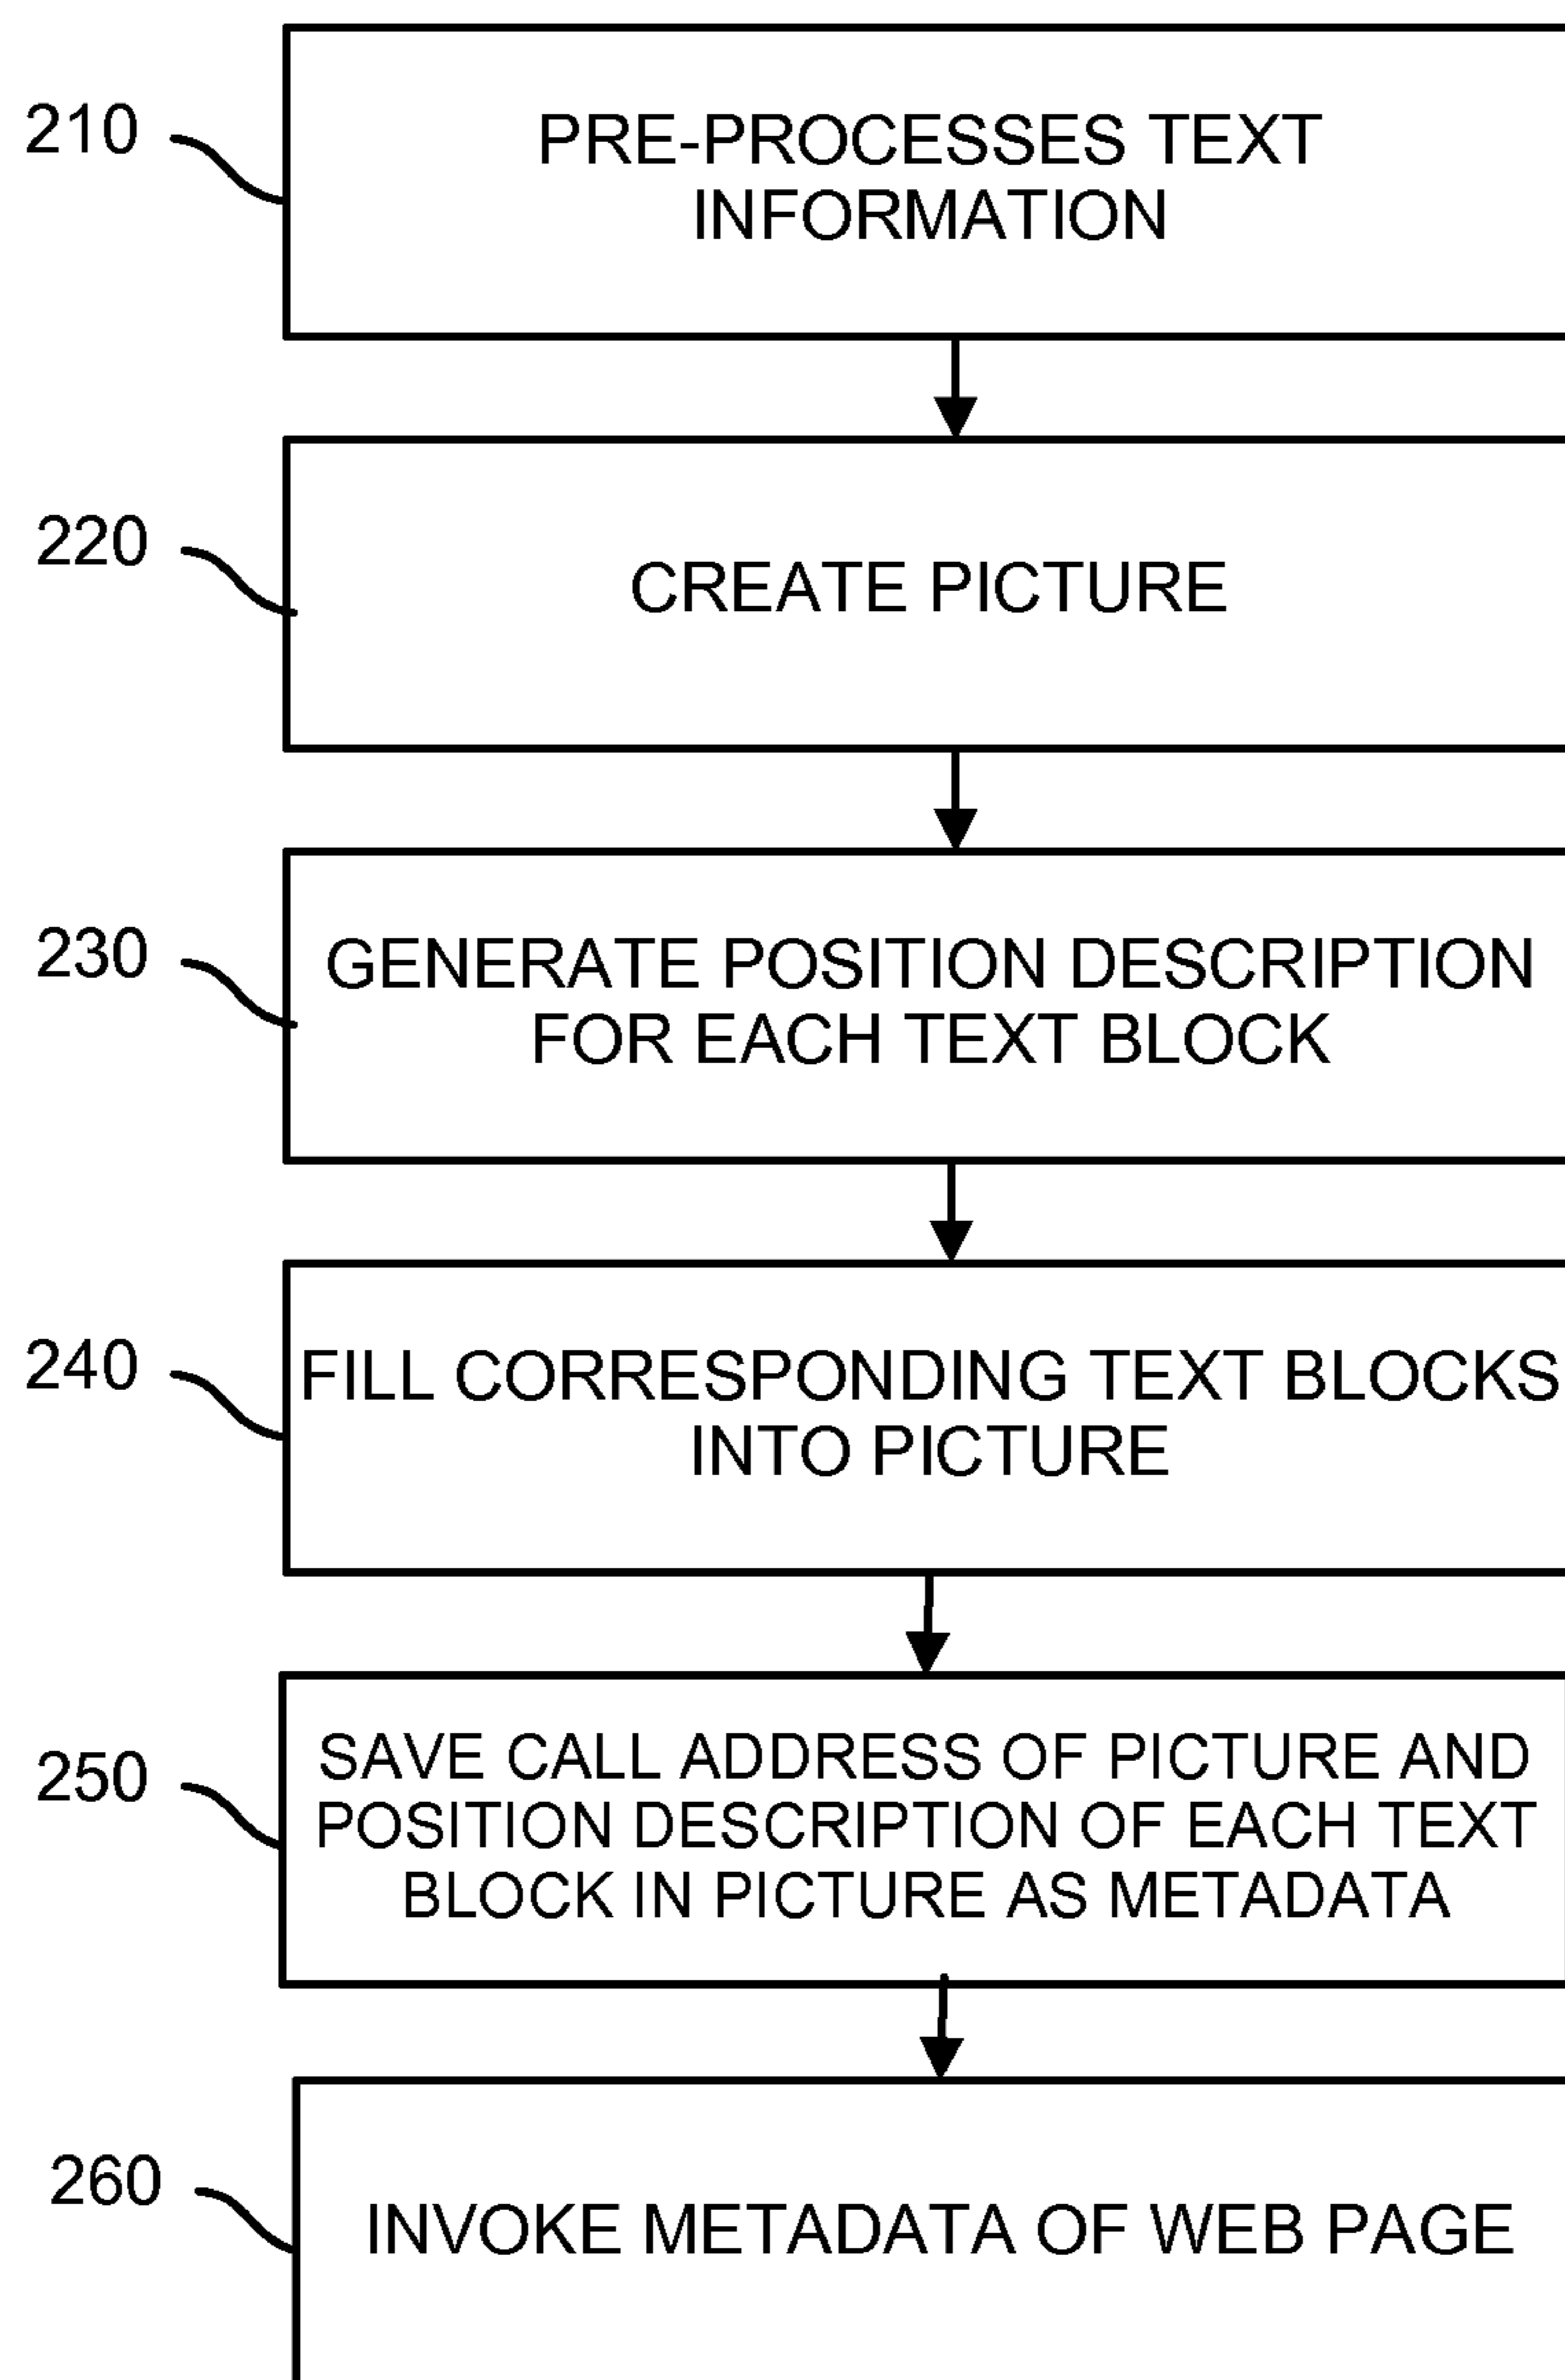 210
PRE-PROCESSES TEXT
INFORMATION
220
CREATE PICTURE
230
GENERATE POSITION DESCRIPTION
FOR EACH TEXT BLOCK
240
FILL CORRESPONDING TEXT BLOCKS
INTO PICTURE
250
SAVE CALL ADDRESS OF PICTURE AND
POSITION DESCRIPTION OF EACH TEXT
BLOCK IN PICTURE AS METADATA
260
INVOKE METADATA OF WEB PAGE